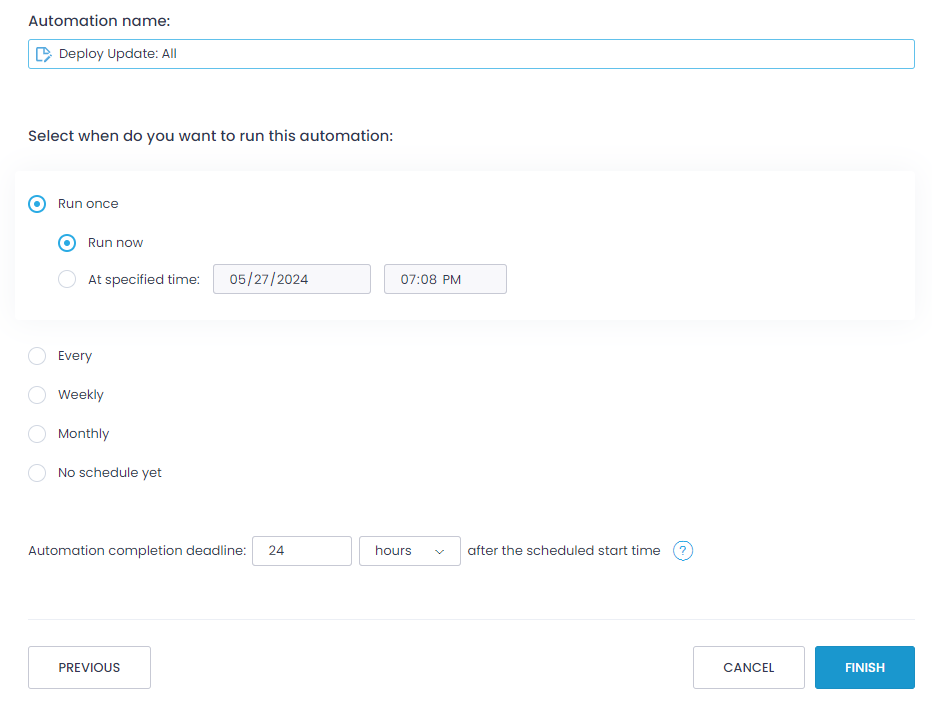 Automation name:
Deploy Update: All
Select when do you want to run this automation:
Run once
Run now
At specified time: 05/27/2024 07:08 PM
Every
Weekly
Monthly
No schedule yet
Automation completion deadline: 24 hours after the scheduled start time ?
PREVIOUS CANCEL FINISH